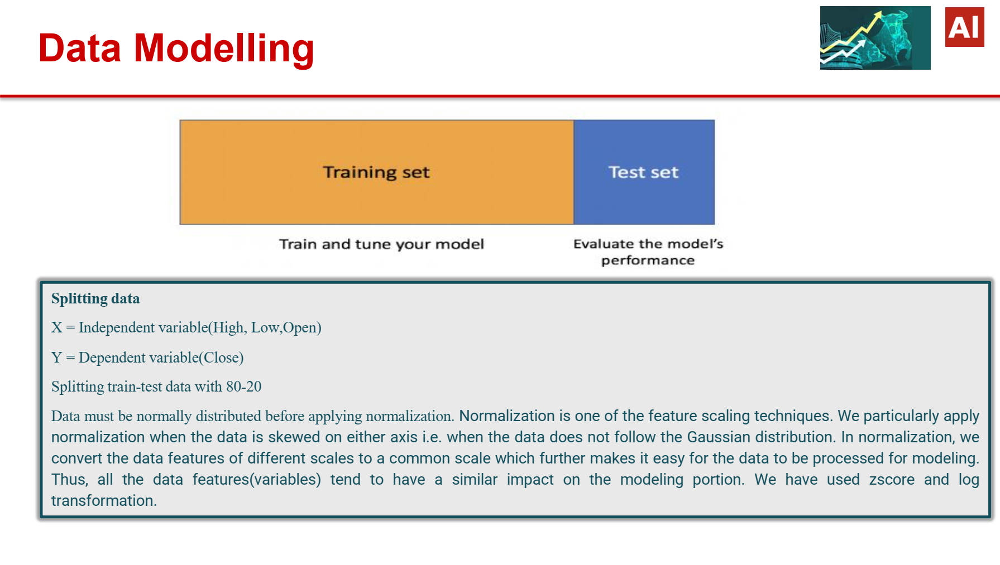 Data Modelling
AI
Training set
Test set
Train and tune your model
Evaluate the model's
performance
Splitting data
X = Independent variable(High, Low,Open)
Y = Dependent variable(Close)
Splitting train-test data with 80-20
Data must be normally distributed before applying normalization. Normalization is one of the feature scaling techniques. We particularly apply
normalization when the data is skewed on either axis i.e. when the data does not follow the Gaussian distribution. In normalization, we
convert the data features of different scales to a common scale which further makes it easy for the data to be processed for modeling.
Thus, all the data features(variables) tend to have a similar impact on the modeling portion. We have used zscore and log
transformation.